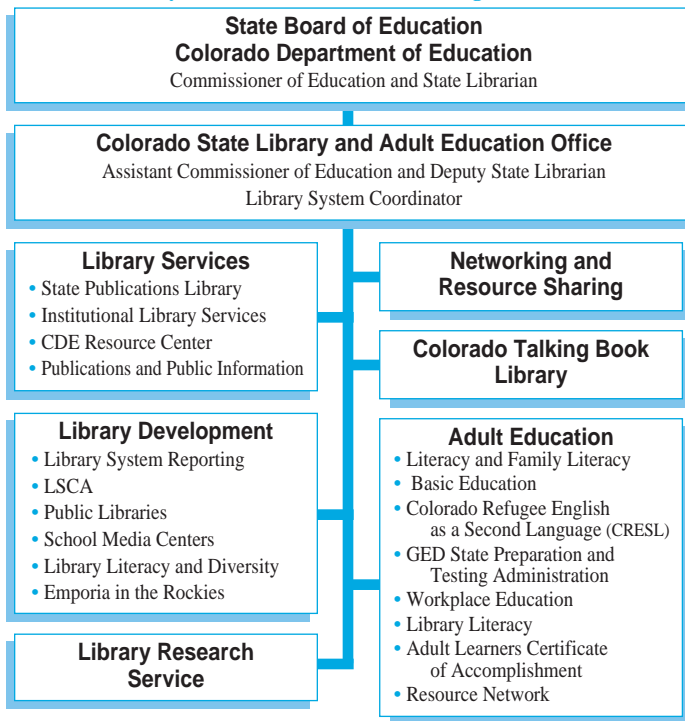 State Board of Education
Colorado Department of Education
Commissioner of Education and State Librarian
Colorado State Library and Adult Education Office
Assistant Commissioner of Education and Deputy State Librarian
Library System Coordinator
Library Services
• State Publications Library
• Institutional Library Services
• CDE Resource Center
• Publications and Public Information
Library Development
• Library System Reporting
• LSCA
• Public Libraries
• School Media Centers
• Library Literacy and Diversity
• Emporia in the Rockies
Library Research
Service
Networking and
Resource Sharing
Colorado Talking Book
Library
Adult Education
• Literacy and Family Literacy
• Basic Education
• Colorado Refugee English
as a Second Language (CRESL)
• GED State Preparation and
Testing Administration
• Workplace Education
• Library Literacy
• Adult Learners Certificate
of Accomplishment
• Resource Network